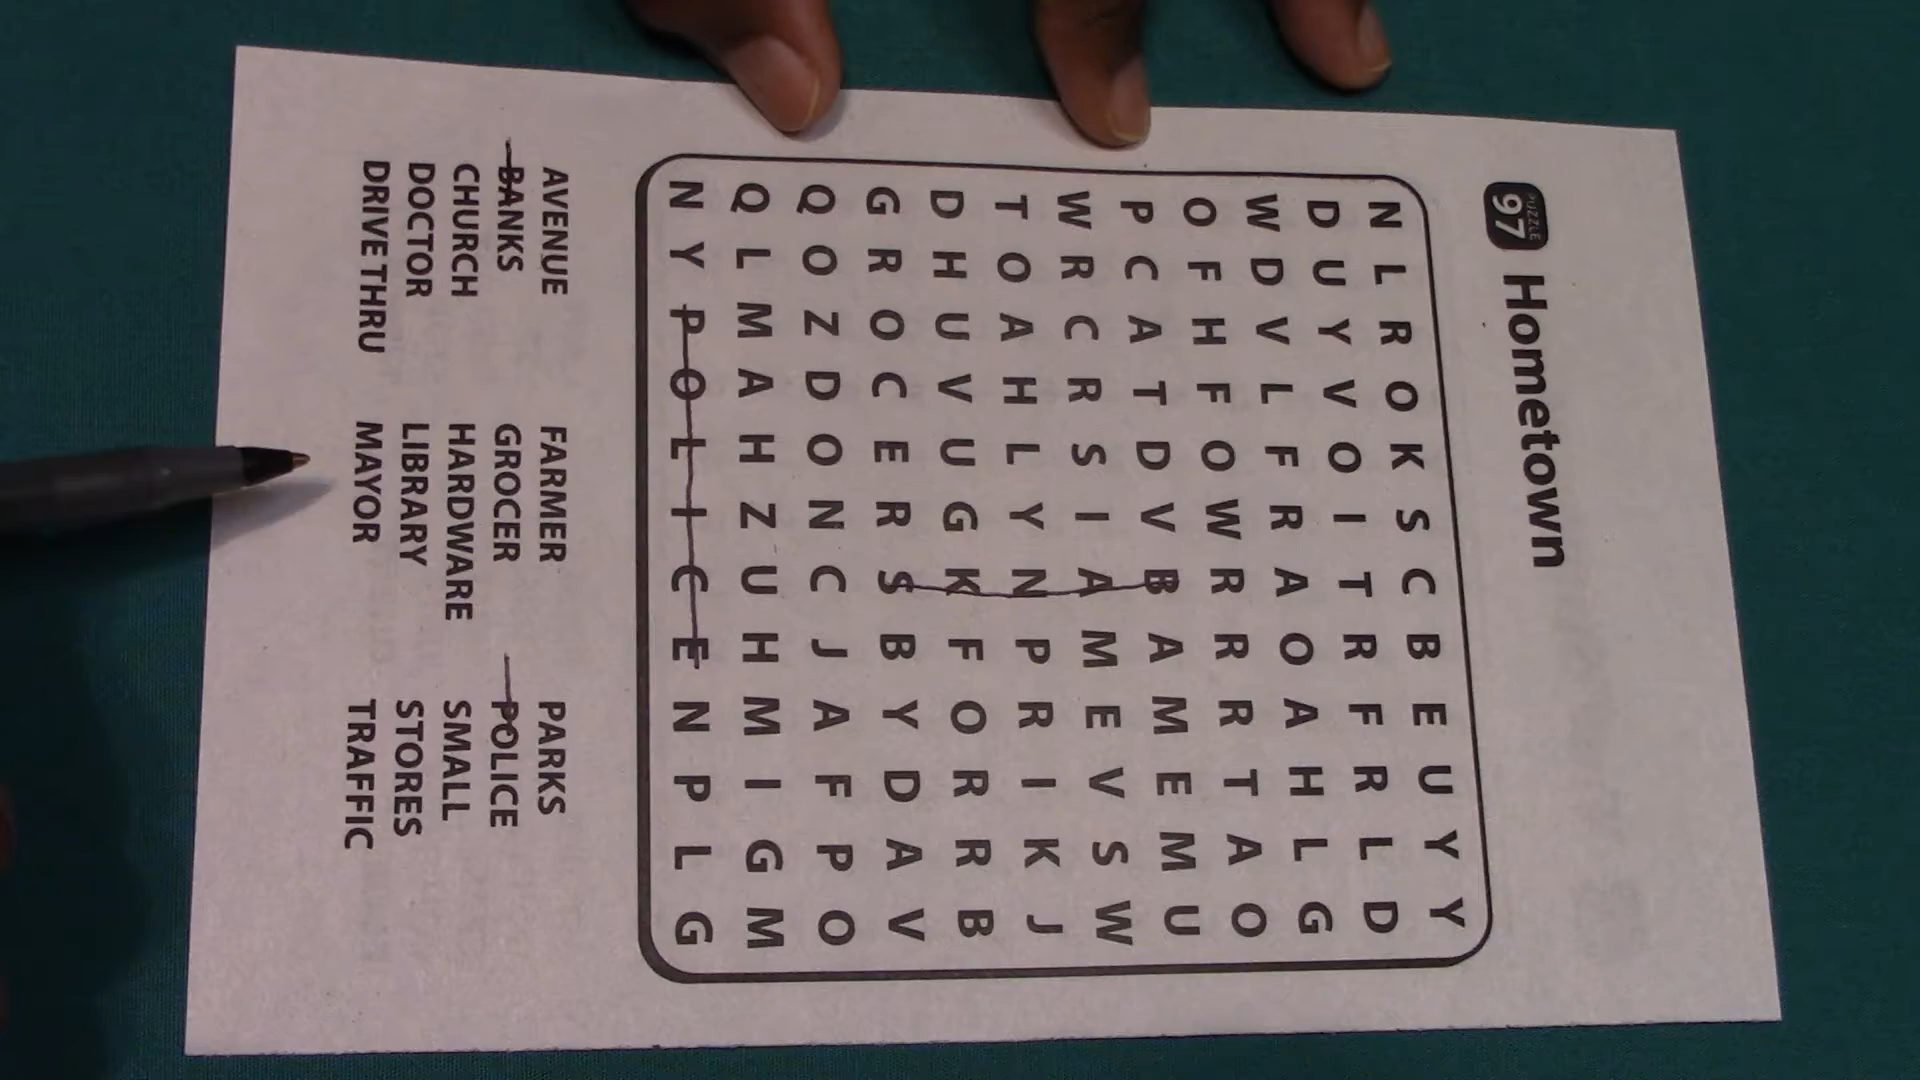 PUZZLE
97 Hometown
N L R O K S C B E U Y Y
D U Y V O I T R F R L D
W D V L F R A O A H L G
O F H F O W R R R T A O
P C A T D V B A M E M U
W R C R S I A M E V S W
T O A H L Y N P R I K J
D H U V U G K F O R R B
G R O C E R S B Y D A V
Q O Z D O N C J A F P O
Q L M A H Z U H M I G M
N Y P O L I C E N P L G
AVENUE
BANKS
CHURCH
DOCTOR
DRIVE THRU
FARMER
GROCER
HARDWARE
LIBRARY
MAYOR
PARKS
POLICE
SMALL
STORES
TRAFFIC